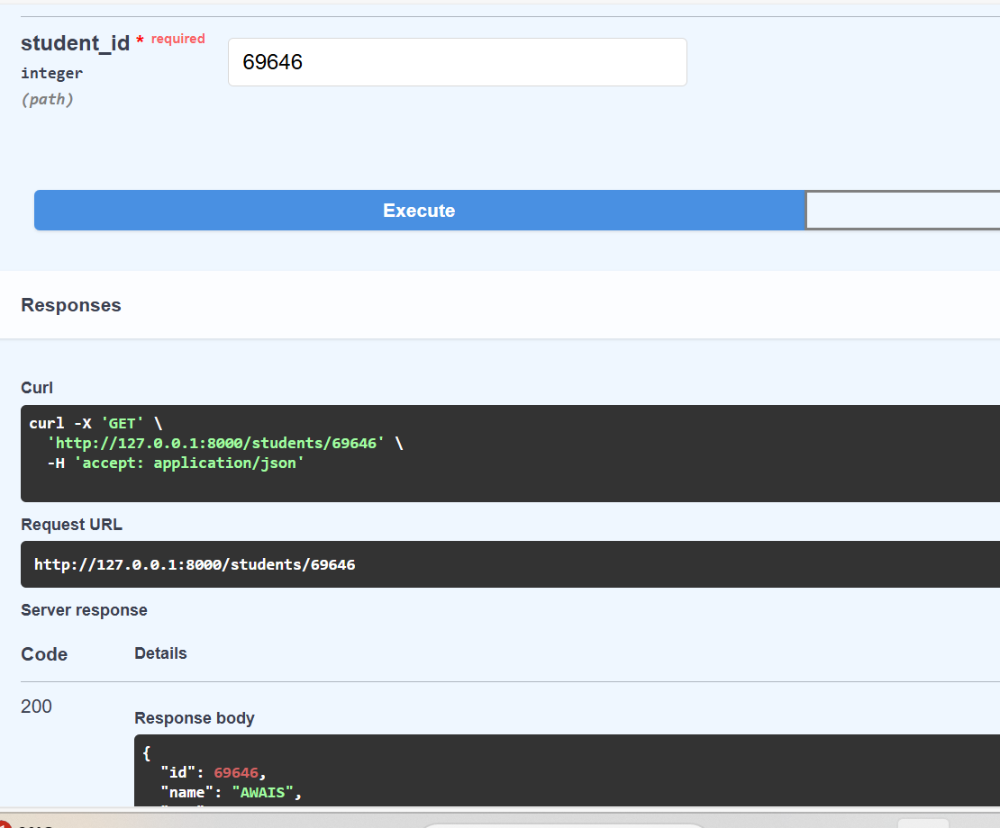 student_id * required
integer
(path)
69646
Execute
Responses
Curl
curl -X 'GET' \
'http://127.0.0.1:8000/students/69646' \
-H 'accept: application/json'
Request URL
http://127.0.0.1:8000/students/69646
Server response
Code
Details
200
Response body
{
"id": 69646,
"name": "AWAIS",